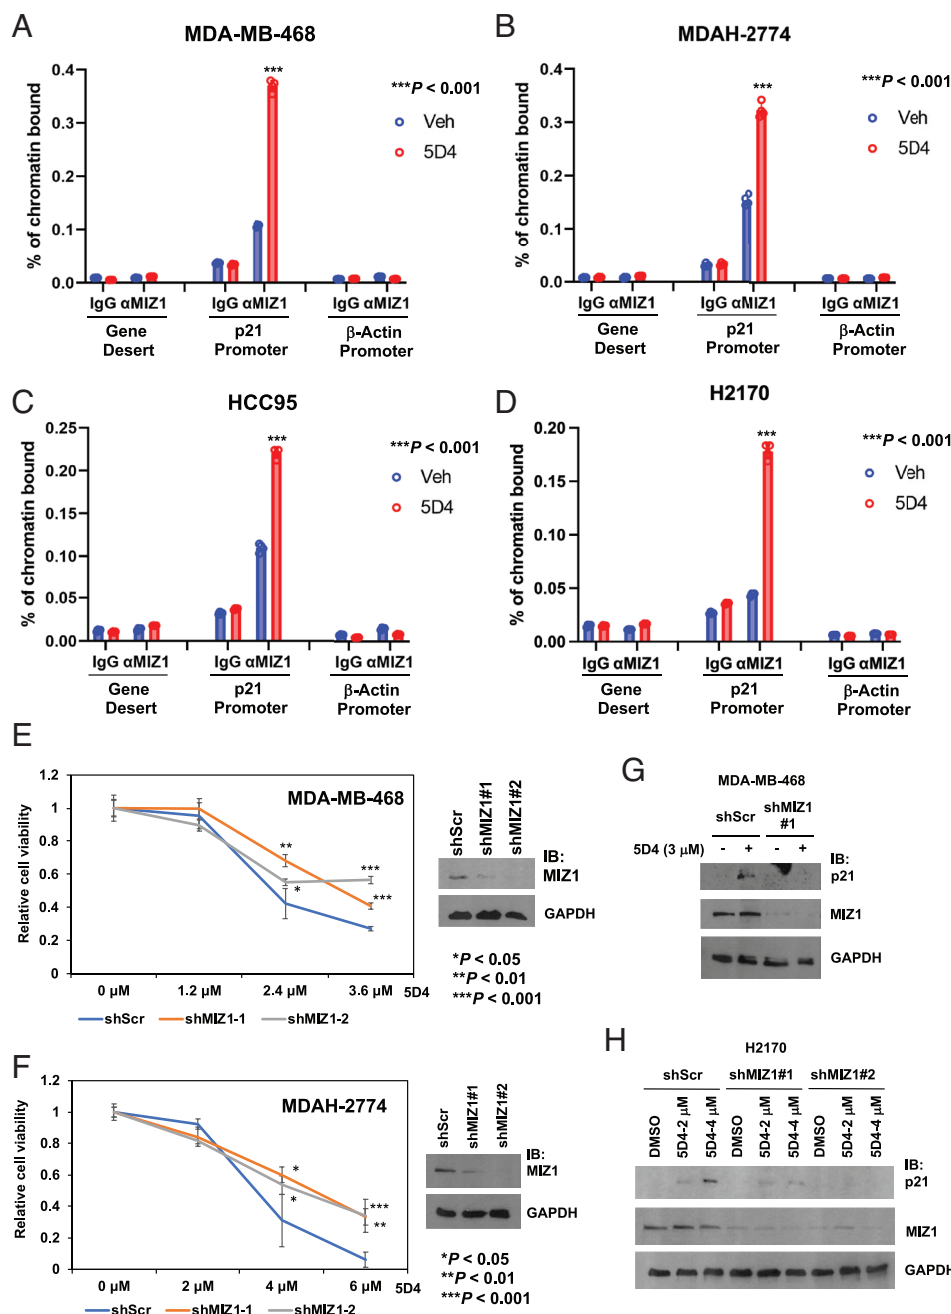 A
MDA-MB-468
% of chromatin bound
0.4
0.3
0.2
0.1
0.0
***
***P < 0.001
Veh
5D4
IgG αMIZ1 IgG αMIZ1 IgG αMIZ1
Gene Desert
p21 Promoter
β-Actin Promoter
B
MDAH-2774
% of chromatin bound
0.4
0.3
0.2
0.1
0.0
***
***P < 0.001
Veh
5D4
IgG αMIZ1 IgG αMIZ1 IgG αMIZ1
Gene Desert
p21 Promoter
β-Actin Promoter
C
HCC95
% of chromatin bound
0.25
0.20
0.15
0.10
0.05
0.00
***
***P < 0.001
Veh
5D4
IgG αMIZ1 IgG αMIZ1 IgG αMIZ1
Gene Desert
p21 Promoter
β-Actin Promoter
D
H2170
% of chromatin bound
0.20
0.15
0.10
0.05
0.00
***
***P < 0.001
Veh
5D4
IgG αMIZ1 IgG αMIZ1 IgG αMIZ1
Gene Desert
p21 Promoter
β-Actin Promoter
E
MDA-MB-468
Relative cell viability
1.2
1
0.8
0.6
0.4
0.2
0
**
*
***
***
0 µM 1.2 µM 2.4 µM 3.6 µM 5D4
shScr shMIZ1-1 shMIZ1-2
shScr
shMIZ1#1
shMIZ1#2
IB:
MIZ1
GAPDH
*P < 0.05
**P < 0.01
***P < 0.001
F
MDAH-2774
Relative cell viability
1.2
1
0.8
0.6
0.4
0.2
0
*
*
***
**
0 µM 2 µM 4 µM 6 µM 5D4
shScr shMIZ1-1 shMIZ1-2
shScr
shMIZ1#1
shMIZ1#2
IB:
MIZ1
GAPDH
*P < 0.05
**P < 0.01
***P < 0.001
G
MDA-MB-468
shScr
shMIZ1
#1
5D4 (3 µM) - + - +
IB:
p21
MIZ1
GAPDH
H
H2170
shScr shMIZ1#1 shMIZ1#2
DMSO
5D4-2 µM
5D4-4 µM
DMSO
5D4-2 µM
5D4-4 µM
DMSO
5D4-2 µM
5D4-4 µM
IB:
p21
MIZ1
GAPDH